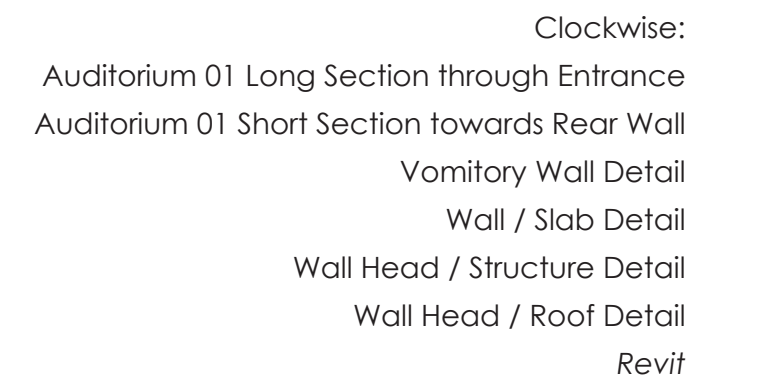 Clockwise:
Auditorium 01 Long Section through Entrance
Auditorium 01 Short Section towards Rear Wall
Vomitory Wall Detail
Wall / Slab Detail
Wall Head / Structure Detail
Wall Head / Roof Detail
Revit